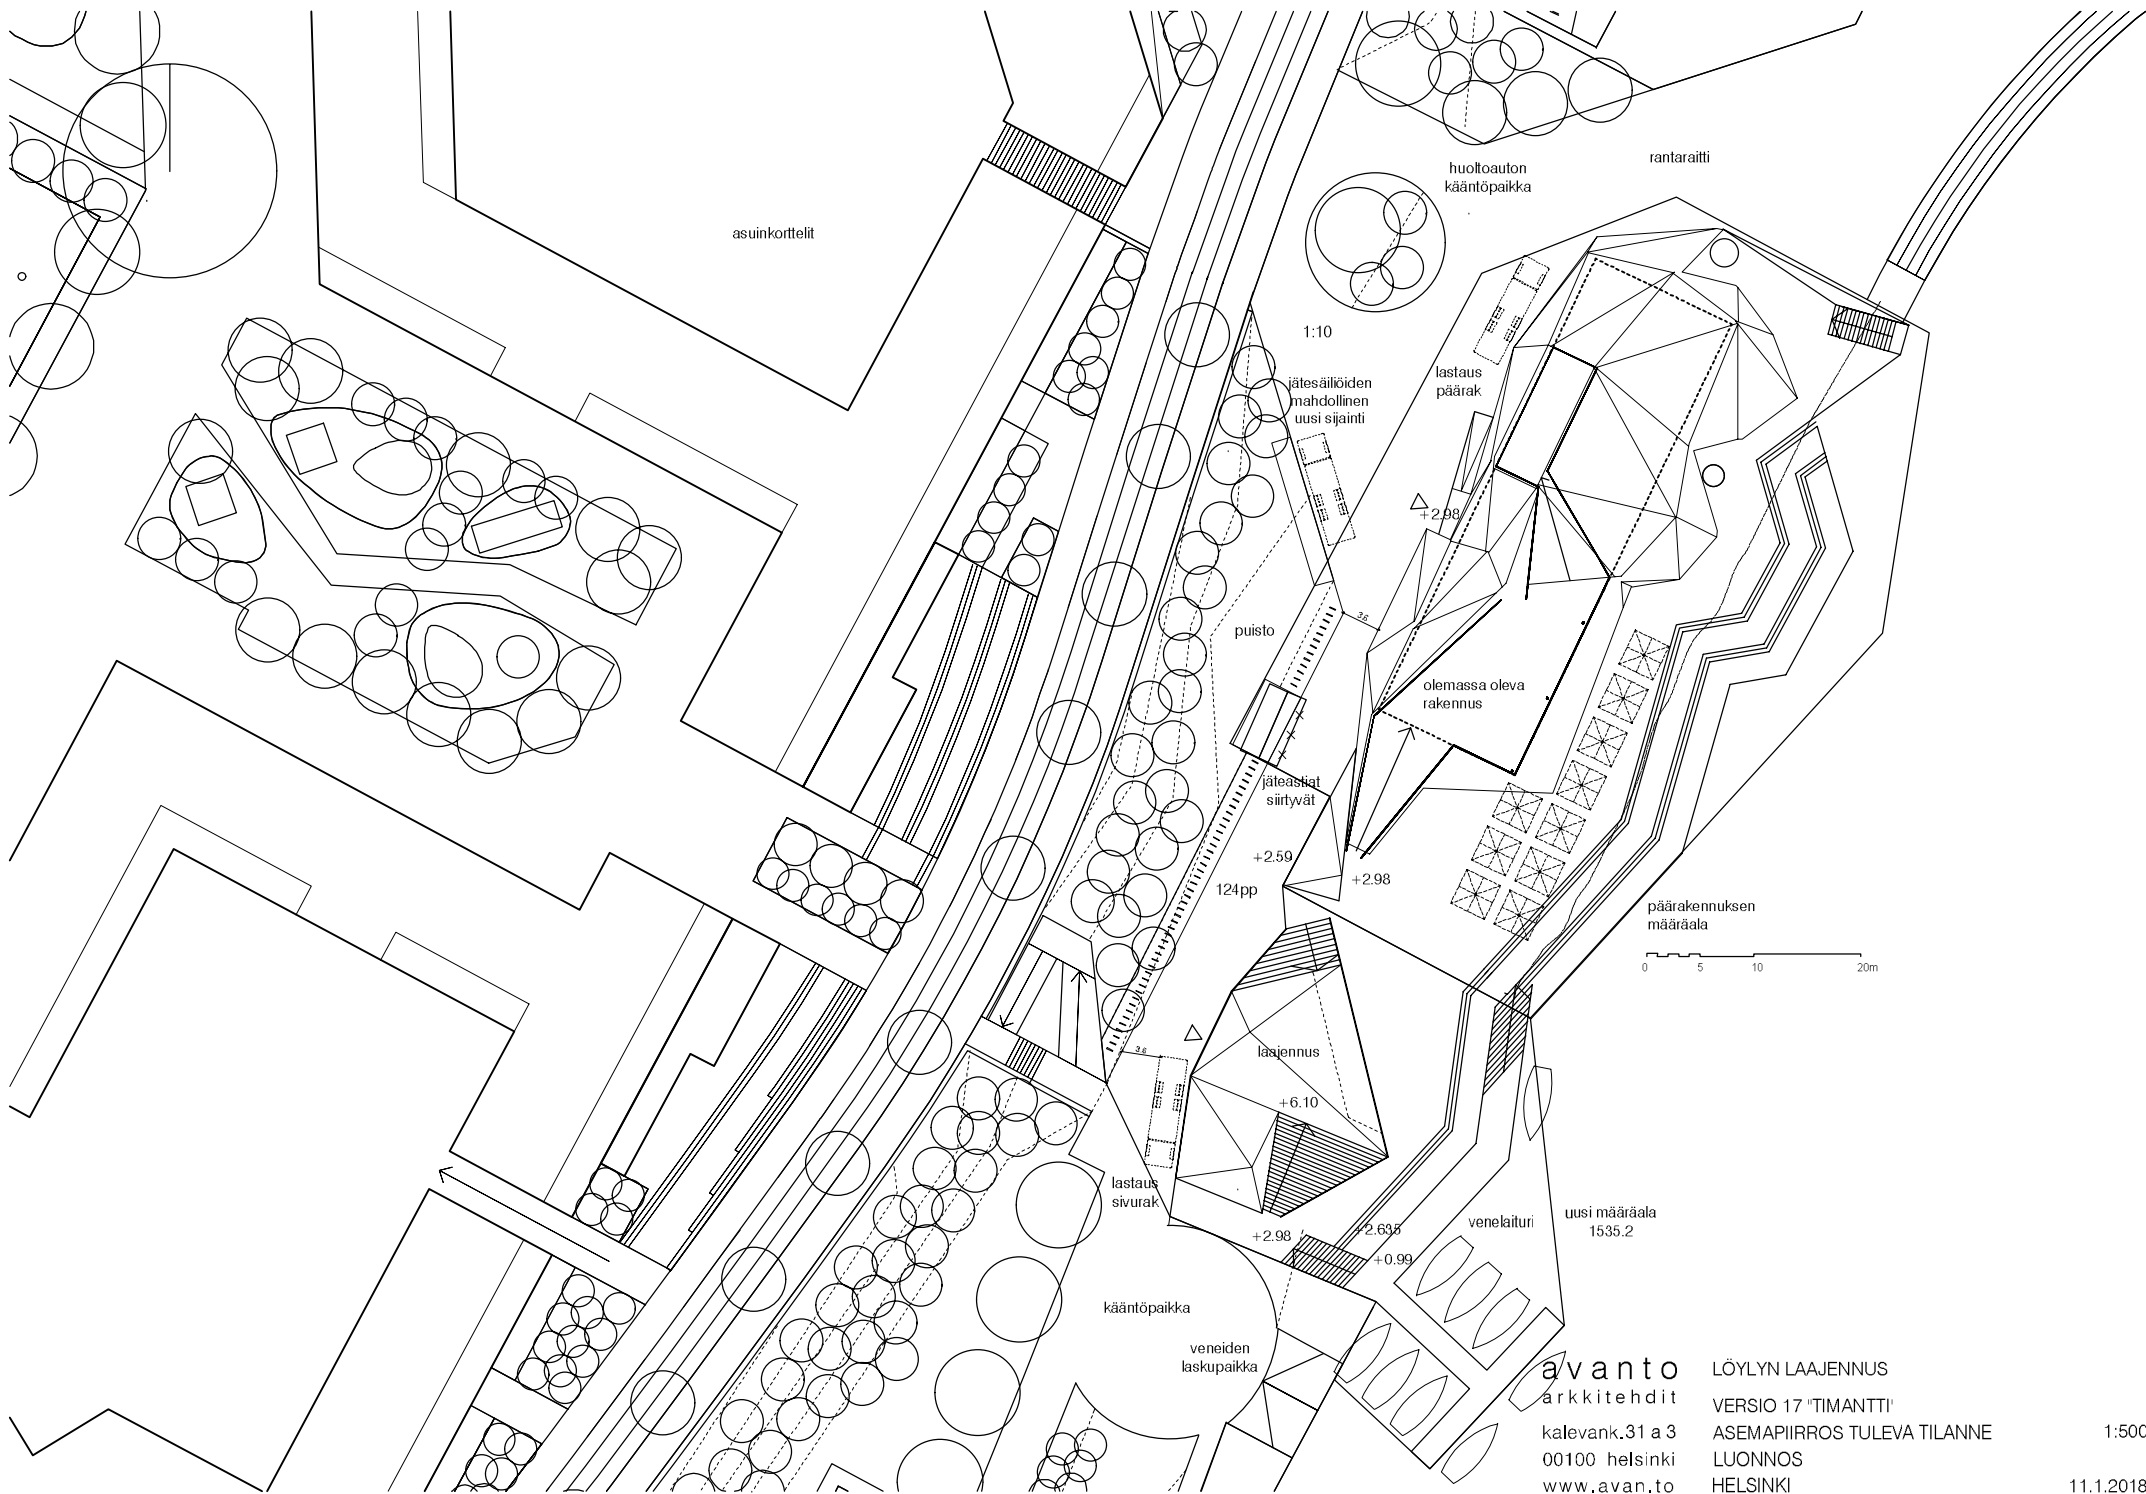 rantaraitti
huoltoauton
kääntöpaikka
asuinkorttelit
1:10
lastaus
päärak
jätesäiliöiden
mahdollinen
uusi sijainti
+2.98
3.6
puisto
olemassa oleva
rakennus
jäteastiat
siirtyvät
+2.59
124pp
+2.98
päärakennuksen
määräala
0 5 10 20m
3.6
laajennus
+6.10
lastaus
sivurak
venelaituri
uusi määräala
1535.2
+2.98
+2.635
+0.99
kääntöpaikka
veneiden
laskupaikka
avanto
arkkitehdit
kalevank.31 a 3
00100 helsinki
www.avan.to
LÖYLYN LAAJENNUS
VERSIO 17 "TIMANTTI"
ASEMAPIIRROS TULEVA TILANNE 1:500
LUONNOS
HELSINKI 11.1.2018